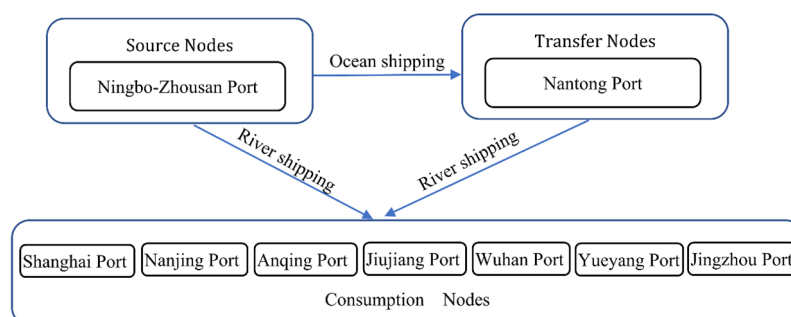 Source Nodes
Ningbo-Zhousan Port
Ocean shipping
Transfer Nodes
Nantong Port
River shipping
River shipping
Shanghai Port
Nanjing Port
Anqing Port
Jiujiang Port
Wuhan Port
Yueyang Port
Jingzhou Port
Consumption Nodes